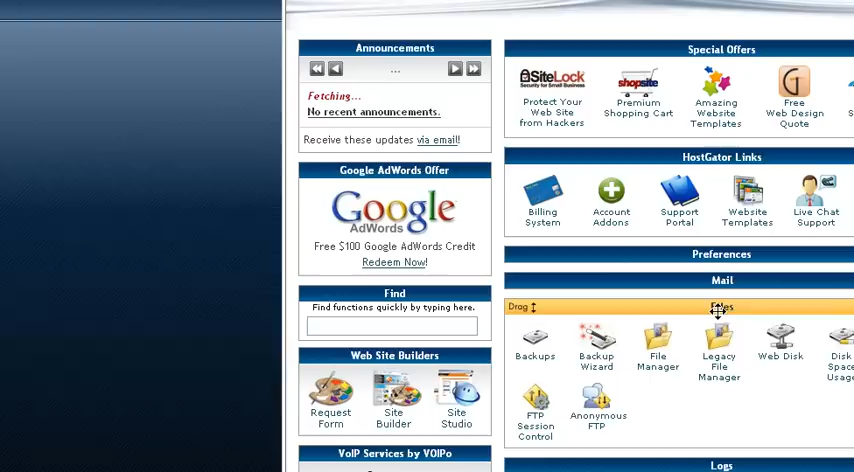 Announcements
...
Fetching...
No recent announcements.
Receive these updates via email!
Google AdWords Offer
Google
AdWords
Free $100 Google AdWords Credit
Redeem Now!
Find
Find functions quickly by typing here.
Web Site Builders
Request
Form
Site
Builder
Site
Studio
VoIP Services by VOIPo
Special Offers
SiteLock
Security for Small Business
Protect Your
Web Site
from Hackers
shopsite
Premium
Shopping Cart
Amazing
Website
Templates
Free
Web Design
Quote
HostGator Links
Billing
System
Account
Addons
Support
Portal
Website
Templates
Live Chat
Support
Preferences
Mail
Drag
Backups
Backup
Wizard
File
Manager
Legacy
File
Manager
Web Disk
Disk
Space
Usage
FTP
Session
Control
Anonymous
FTP
Logs